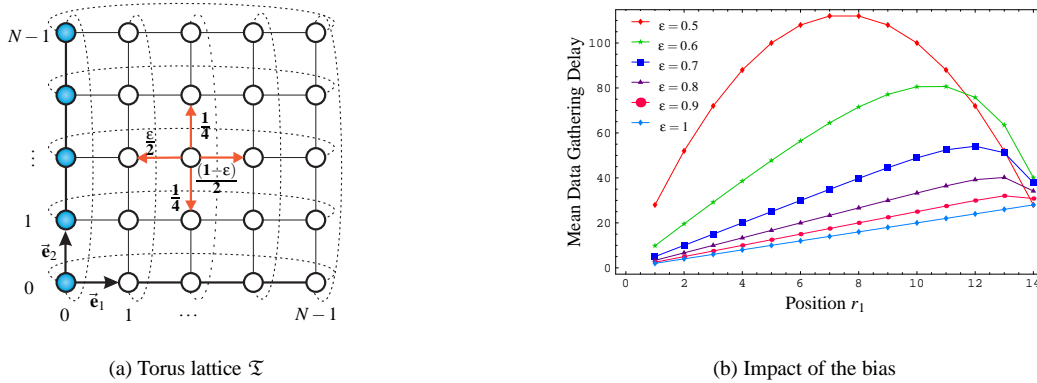 N − 1
⋮
1
0
e⃗₂
e⃗₁
0
1
⋯
N − 1
ε/2
1/4
(1−ε)/2
1/4
(a) Torus lattice 𝔗
Mean Data Gathering Delay
100
80
60
40
20
0
ε = 0.5
ε = 0.6
ε = 0.7
ε = 0.8
ε = 0.9
ε = 1
0 2 4 6 8 10 12 14
Position r₁
(b) Impact of the bias